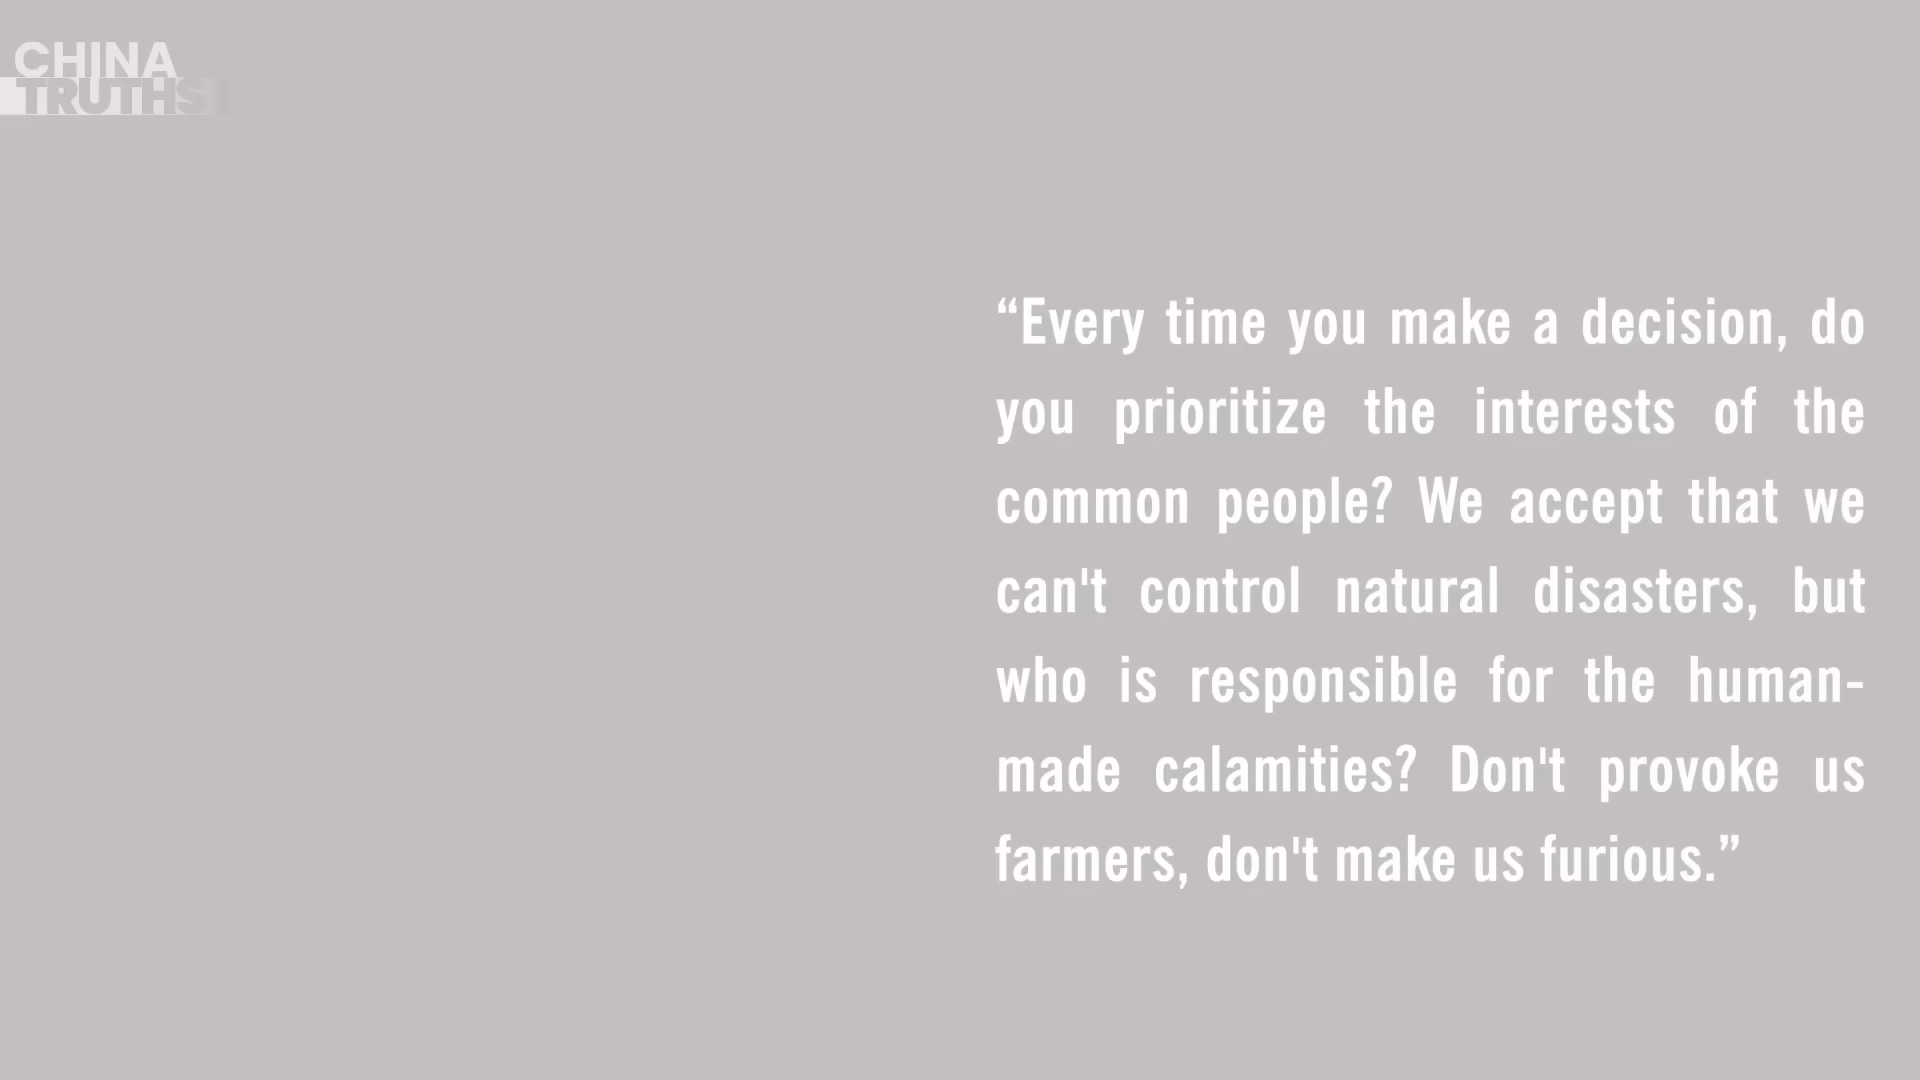 CHINA
TRUTHS
“Every time you make a decision, do
you prioritize the interests of the
common people? We accept that we
can't control natural disasters, but
who is responsible for the human-
made calamities? Don't provoke us
farmers, don't make us furious.”